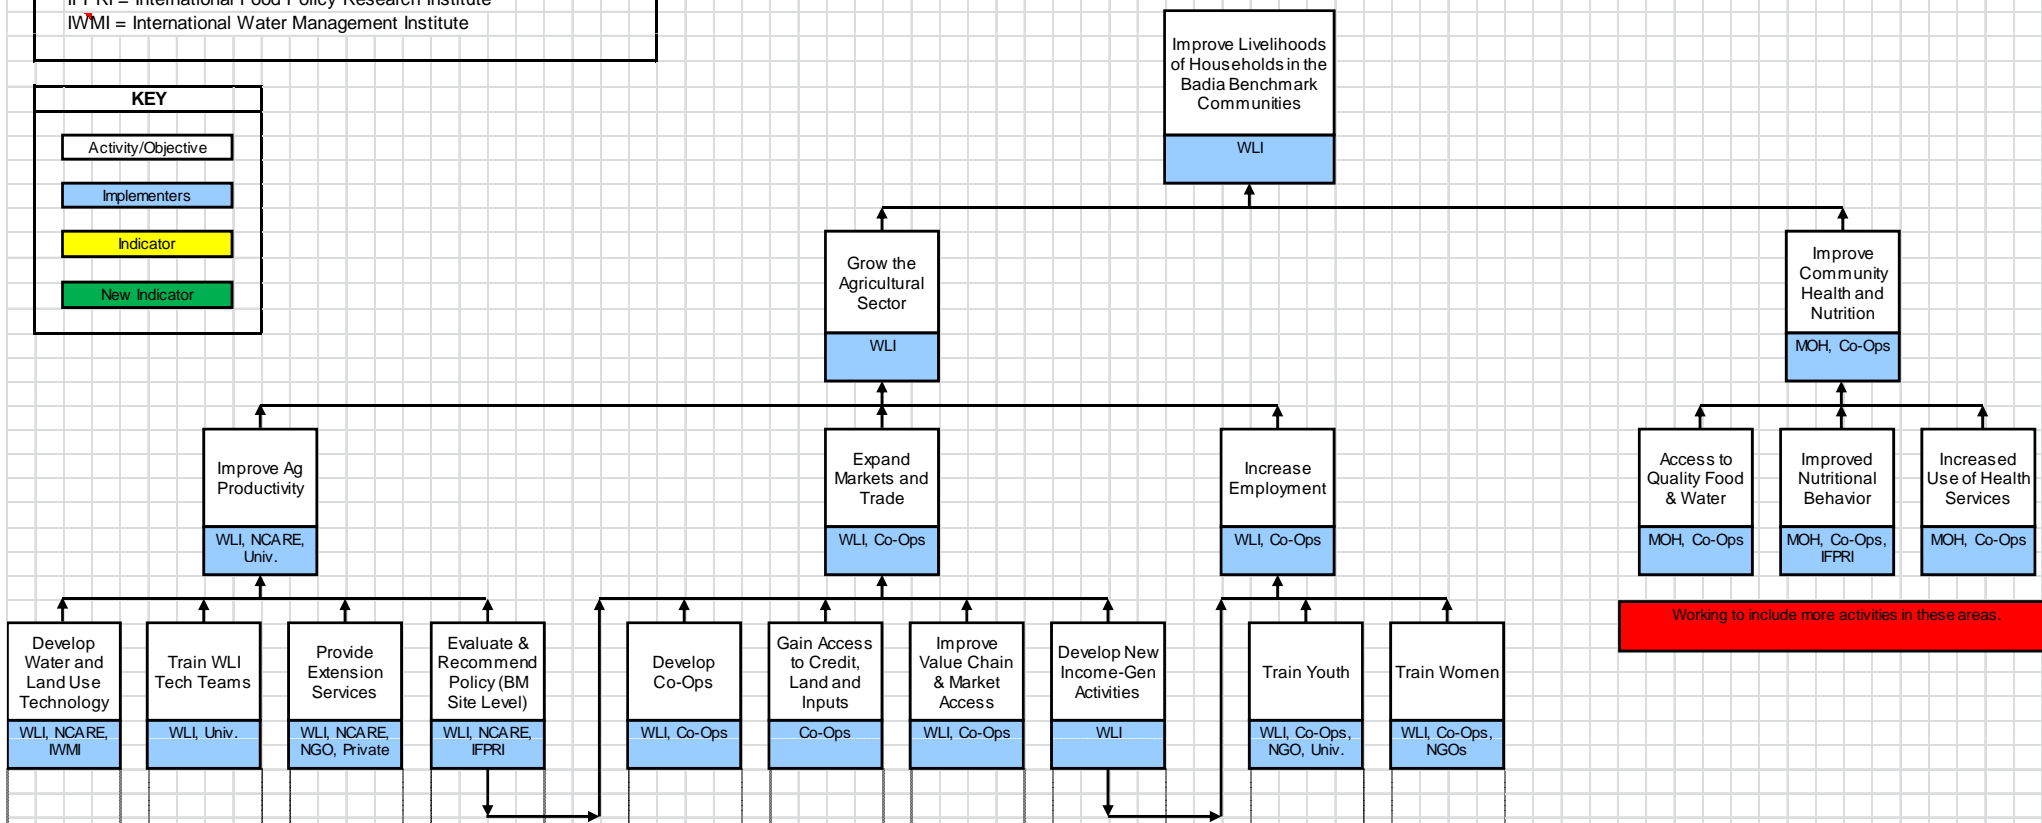 IFPRI = International Food Policy Research Institute
IWMI = International Water Management Institute
KEY
Activity/Objective
Implementers
Indicator
New Indicator
Improve Livelihoods
of Households in the
Badia Benchmark
Communities
WLI
Grow the
Agricultural
Sector
WLI
Improve
Community
Health and
Nutrition
MOH, Co-Ops
Improve Ag
Productivity
WLI, NCARE,
Univ.
Expand
Markets and
Trade
WLI, Co-Ops
Increase
Employment
WLI, Co-Ops
Access to
Quality Food
& Water
MOH, Co-Ops
Improved
Nutritional
Behavior
MOH, Co-Ops,
IFPRI
Increased
Use of Health
Services
MOH, Co-Ops
Working to include more activities in these areas.
Develop
Water and
Land Use
Technology
WLI, NCARE,
IWMI
Train WLI
Tech Teams
WLI, Univ.
Provide
Extension
Services
WLI, NCARE,
NGO, Private
Evaluate &
Recommend
Policy (BM
Site Level)
WLI, NCARE,
IFPRI
Develop
Co-Ops
WLI, Co-Ops
Gain Access
to Credit,
Land and
Inputs
Co-Ops
Improve
Value Chain
& Market
Access
WLI, Co-Ops
Develop New
Income-Gen
Activities
WLI
Train Youth
WLI, Co-Ops,
NGO, Univ.
Train Women
WLI, Co-Ops,
NGOs